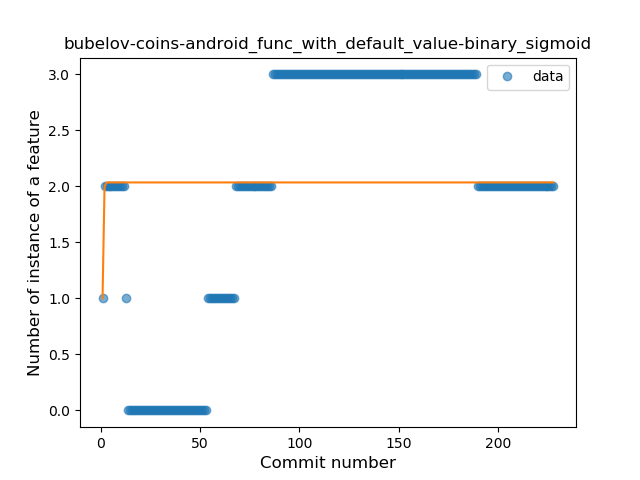 bubelov-coins-android_func_with_default_value-binary_sigmoid
data
Number of instance of a feature
3.0
2.5
2.0
1.5
1.0
0.5
0.0
0 50 100 150 200
Commit number